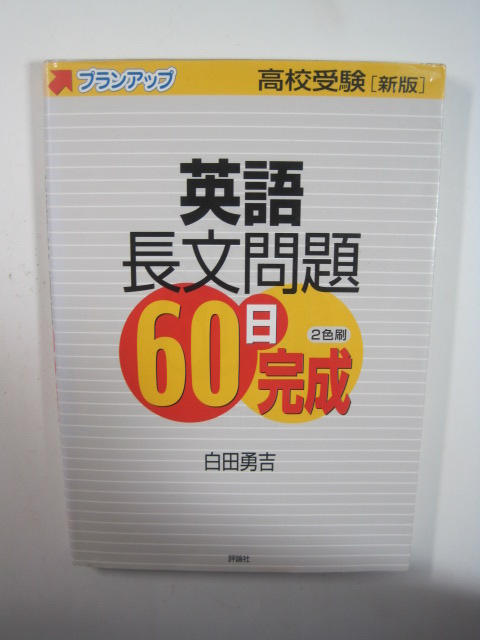 プランアップ
高校受験［新版］
英語
長文問題
60日
2色刷
完成
白田勇吉
評論社